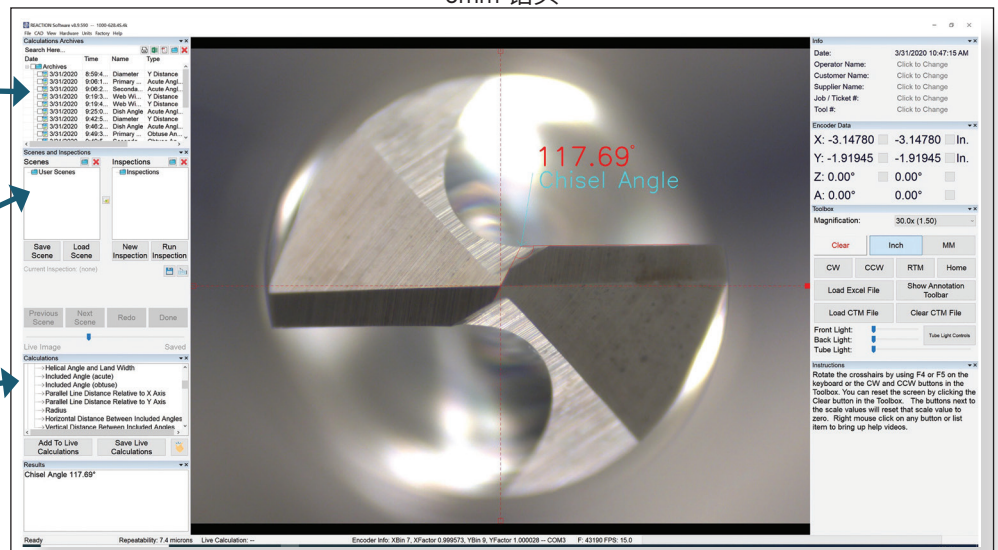 REACTION Software v8.9.590 -- 1000-620.4S.4k
File CAD View Hardware Units Factory Help
Calculations Archives
Search Here...
Date Time Name Type
Archives
3/31/2020 8:59:4... Diameter Y Distance
3/31/2020 9:06:1... Primary ... Acute Angl...
3/31/2020 9:06:2... Seconda... Acute Angl...
3/31/2020 9:19:3... Web Wi... Y Distance
3/31/2020 9:19:4... Web Wi... Y Distance
3/31/2020 9:25:0... Dish Angle Acute Angl...
3/31/2020 9:42:5... Diameter Y Distance
3/31/2020 9:46:2... Dish Angle Acute Angl...
3/31/2020 9:49:3... Primary ... Obtuse An...
Scenes and Inspections
Scenes
Inspections
User Scenes
Inspections
Save Scene
Load Scene
New Inspection
Run Inspection
Current Inspection: (none)
Previous Scene
Next Scene
Redo
Done
Live Image
Saved
Calculations
Helical Angle and Land Width
Included Angle (acute)
Included Angle (obtuse)
Parallel Line Distance Relative to X Axis
Parallel Line Distance Relative to Y Axis
Radius
Horizontal Distance Between Included Angles
Vertical Distance Between Included Angles
Add To Live Calculations
Save Live Calculations
Results
Chisel Angle 117.69°
117.69°
Chisel Angle
Info
Date: 3/31/2020 10:47:15 AM
Operator Name: Click to Change
Customer Name: Click to Change
Supplier Name: Click to Change
Job / Ticket #: Click to Change
Tool #: Click to Change
Encoder Data
X: -3.14780 -3.14780 In.
Y: -1.91945 -1.91945 In.
Z: 0.00° 0.00°
A: 0.00° 0.00°
Toolbox
Magnification: 30.0x (1.50)
Clear Inch MM
CW CCW RTM Home
Load Excel File
Show Annotation Toolbar
Load CTM File
Clear CTM File
Front Light:
Back Light:
Tube Light:
Tube Light Controls
Instructions
Rotate the crosshairs by using F4 or F5 on the
keyboard or the CW and CCW buttons in the
Toolbox. You can reset the screen by clicking the
Clear button in the Toolbox. The buttons next to
the scale values will reset that scale value to
zero. Right mouse click on any button or list
item to bring up help videos.
Ready Repeatability: 7.4 microns Live Calculation: -- Encoder Info: XBin 7, XFactor 0.999573, YBin 9, YFactor 1.000028 -- COM3 F: 43190 FPS: 15.0